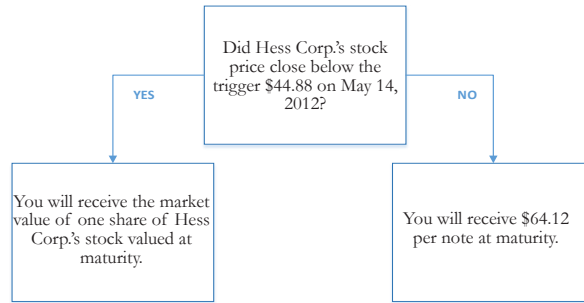 Did Hess Corp.'s stock
price close below the
trigger $44.88 on May 14,
2012?
YES
NO
You will receive the market
value of one share of Hess
Corp.'s stock valued at
maturity.
You will receive $64.12
per note at maturity.